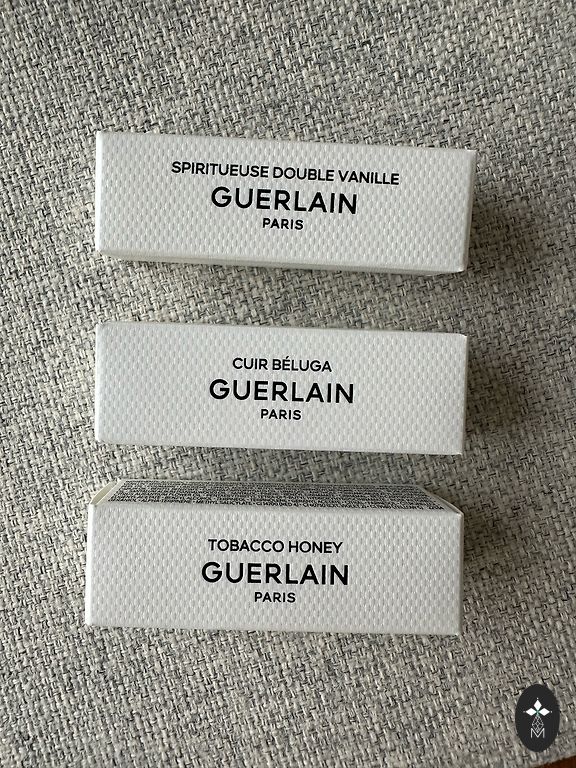 SPIRITUEUSE DOUBLE VANILLE
GUERLAIN
PARIS
CUIR BÉLUGA
GUERLAIN
PARIS
TOBACCO HONEY
GUERLAIN
PARIS